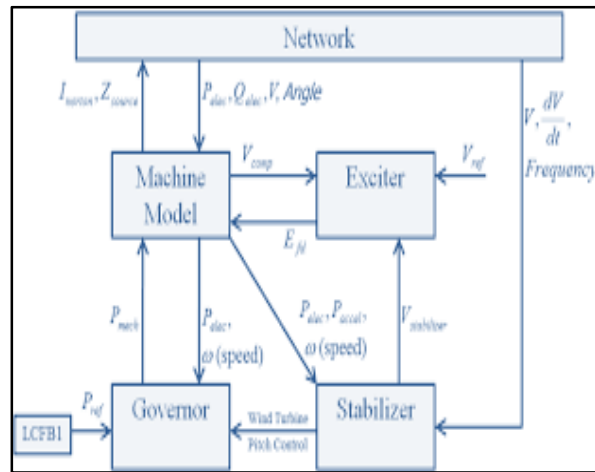 Network
I_norton, Z_source
P_elec, Q_elec, V, Angle
V, dV/dt,
Frequency
V_comp
V_ref
Machine
Model
Exciter
E_fd
P_mech
P_elec,
ω (speed)
P_elec, P_accel,
ω (speed)
V_stabilizer
P_ref
LCFB1
Governor
Wind Turbine
Pitch Control
Stabilizer